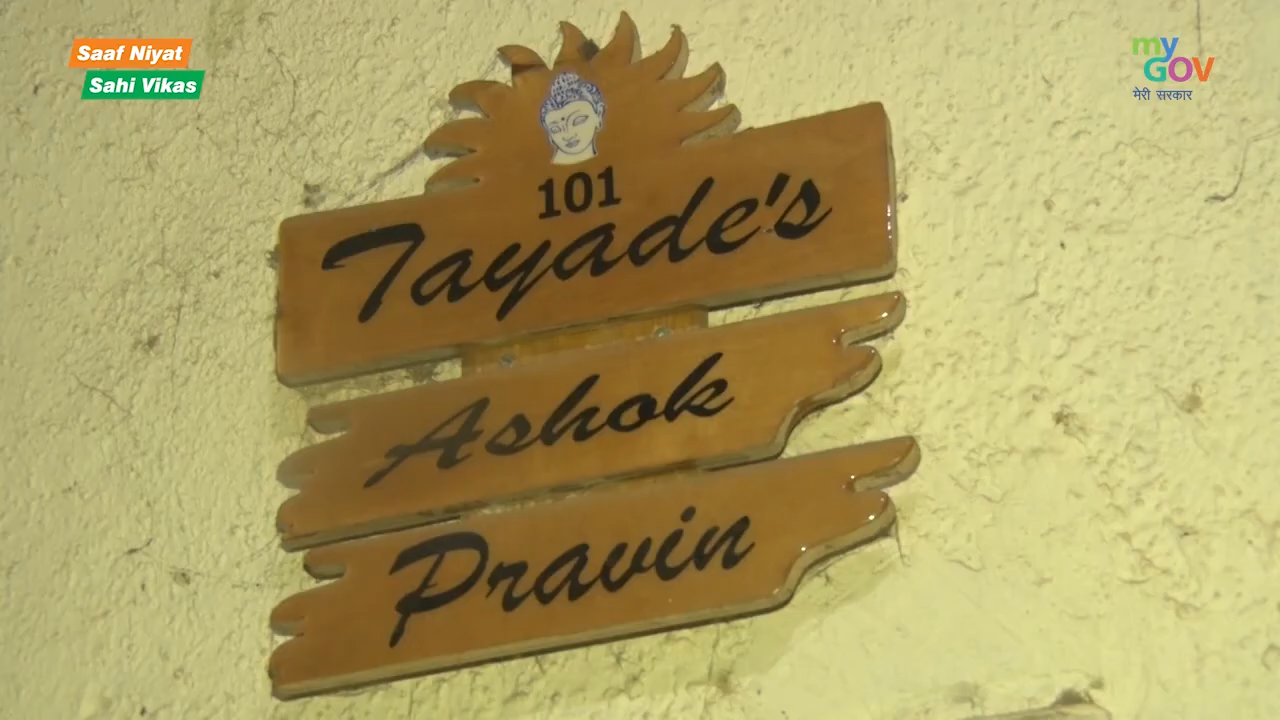 Saaf Niyat
Sahi Vikas
my
GOV
मेरी सरकार
101
Tayade's
Ashok
Pravin